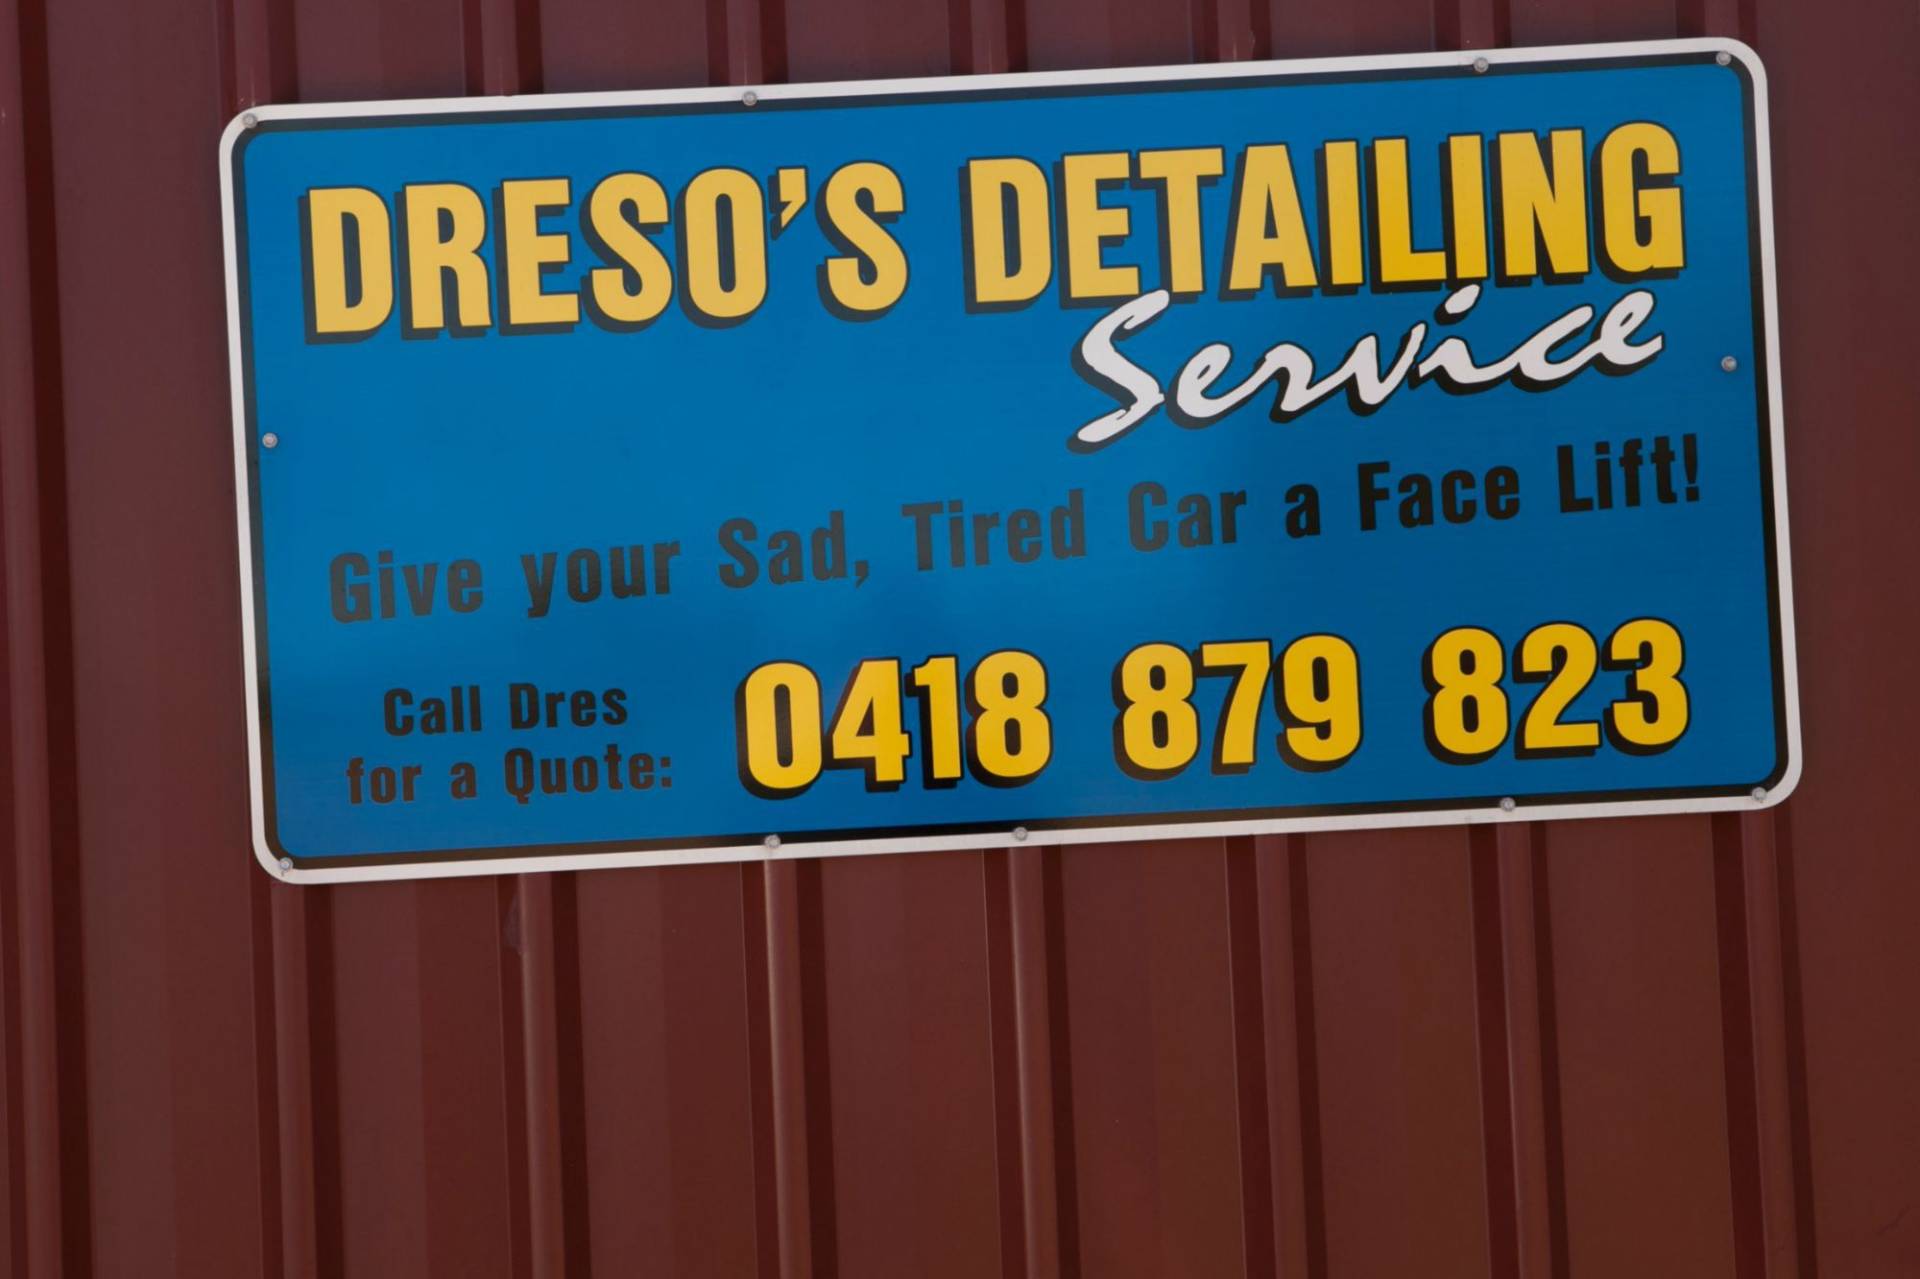 DRESO'S DETAILING
Service
Give your Sad, Tired Car a Face Lift!
Call Dres
for a Quote:
0418 879 823